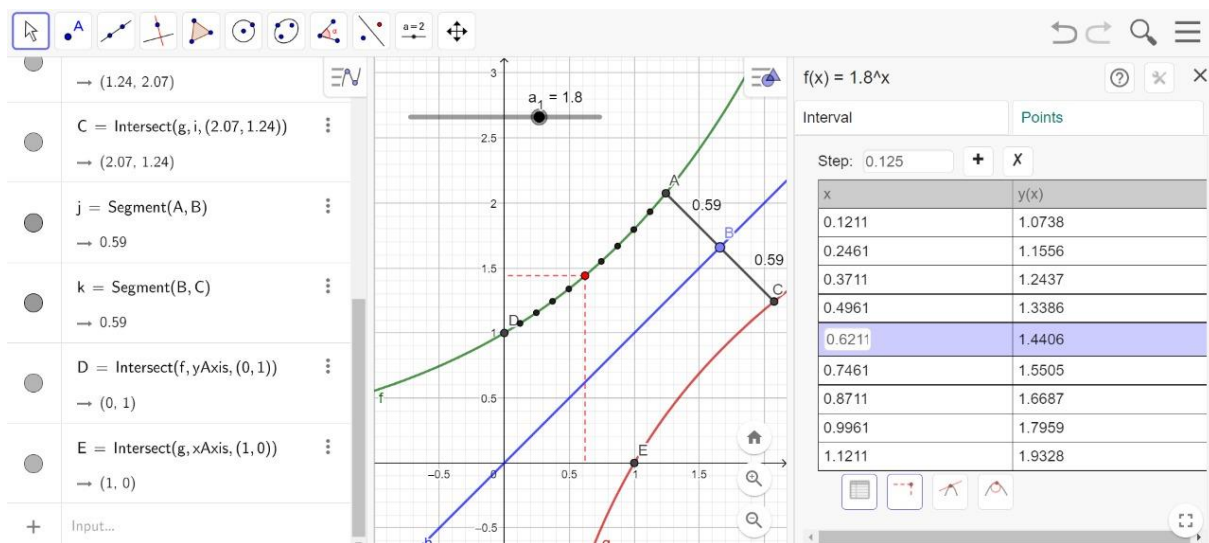 A
a=2
→ (1.24, 2.07)
C = Intersect(g, i, (2.07, 1.24))
→ (2.07, 1.24)
j = Segment(A, B)
→ 0.59
k = Segment(B, C)
→ 0.59
D = Intersect(f, yAxis, (0, 1))
→ (0, 1)
E = Intersect(g, xAxis, (1, 0))
→ (1, 0)
+ Input...
3
a₁ = 1.8
2.5
A
0.59
2
B
0.59
1.5
C
D
1
f
0.5
E
−0.5 0 0.5 1 1.5
−0.5
h
g
f(x) = 1.8^x
Interval Points
Step: 0.125 + X
x y(x)
0.1211 1.0738
0.2461 1.1556
0.3711 1.2437
0.4961 1.3386
0.6211 1.4406
0.7461 1.5505
0.8711 1.6687
0.9961 1.7959
1.1211 1.9328